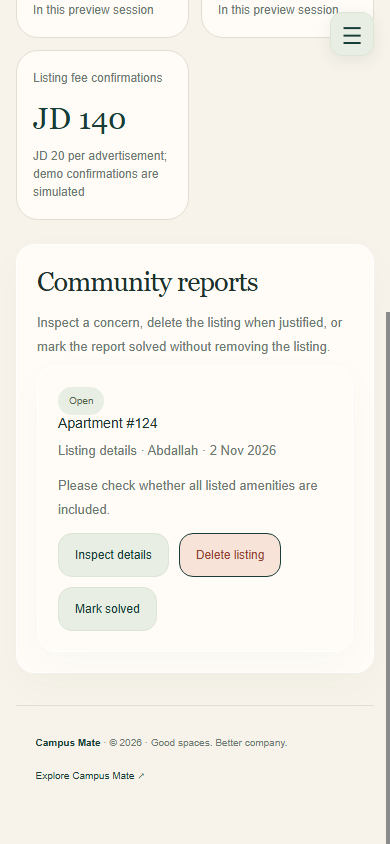 In this preview session
In this preview session
Listing fee confirmations
JD 140
JD 20 per advertisement;
demo confirmations are
simulated
Community reports
Inspect a concern, delete the listing when justified, or
mark the report solved without removing the listing.
Open
Apartment #124
Listing details · Abdallah · 2 Nov 2026
Please check whether all listed amenities are
included.
Inspect details
Delete listing
Mark solved
Campus Mate · © 2026 · Good spaces. Better company.
Explore Campus Mate ↗